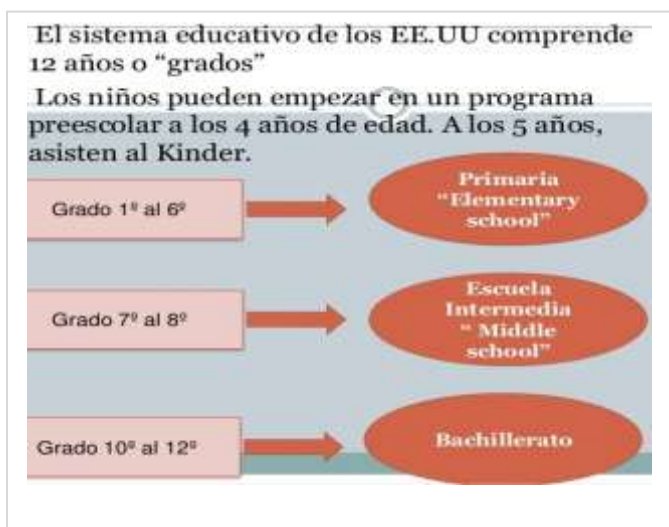 El sistema educativo de los EE.UU comprende
12 años o “grados”
Los niños pueden empezar en un programa
preescolar a los 4 años de edad. A los 5 años,
asisten al Kinder.
Grado 1º al 6º
Primaria
“Elementary
school”
Grado 7º al 8º
Escuela
Intermedia
“ Middle
school”
Grado 10º al 12º
Bachillerato